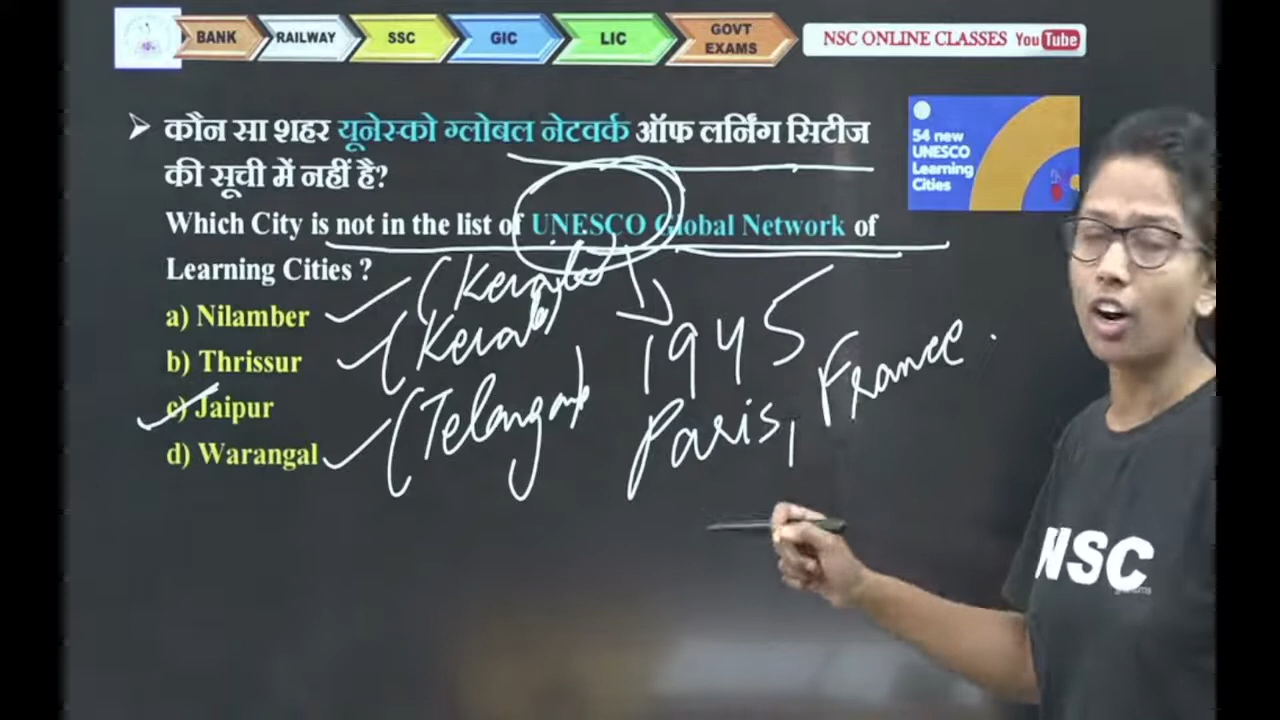 BANK RAILWAY SSC GIC LIC GOVT EXAMS
NSC ONLINE CLASSES YouTube
कौन सा शहर यूनेस्को ग्लोबल नेटवर्क ऑफ लर्निंग सिटीज
की सूची में नहीं है?
54 new
UNESCO
Learning
Cities
Which City is not in the list of UNESCO Global Network of
Learning Cities ?
a) Nilamber (Kerala)
b) Thrissur (Kerala)
c) Jaipur
d) Warangal (Telangana)
1945
Paris, France.
NSC